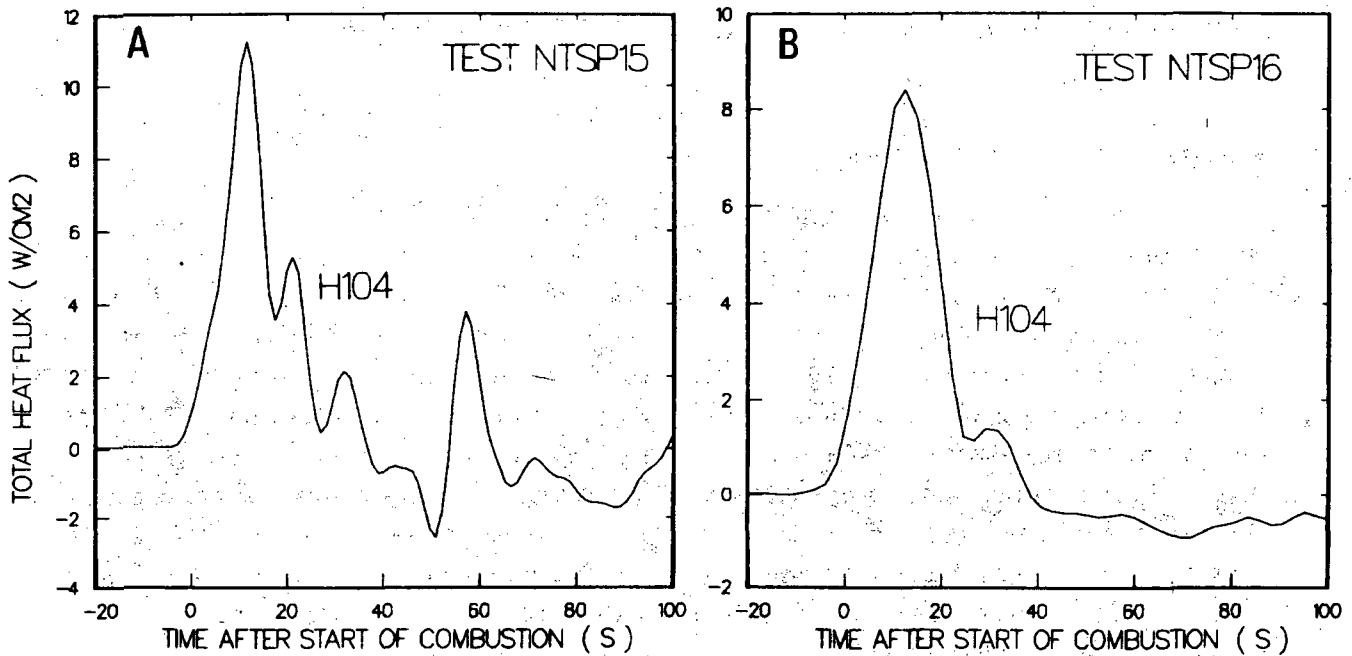 A
TEST NTSP15
H104
12
10
8
6
4
2
0
-2
-4
TOTAL HEAT FLUX (W/CM2)
-20 0 20 40 60 80 100
TIME AFTER START OF COMBUSTION (S)
B
TEST NTSP16
H104
10
8
6
4
2
0
-2
-20 0 20 40 60 80 100
TIME AFTER START OF COMBUSTION (S)